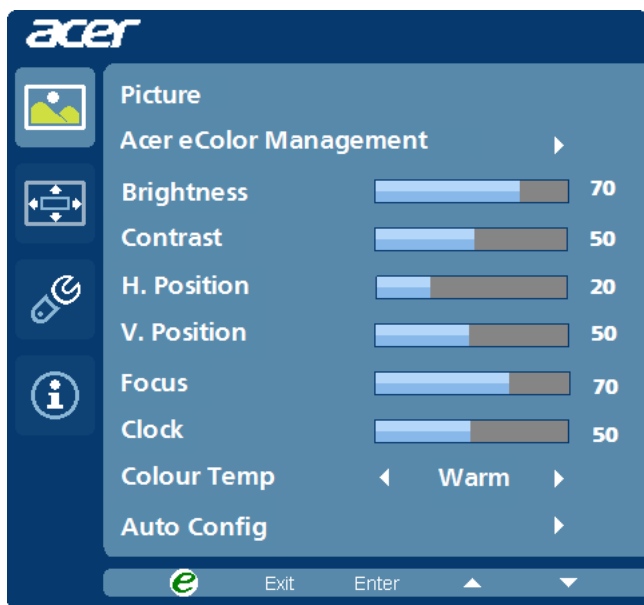 acer
Picture
Acer eColor Management
Brightness 70
Contrast 50
H. Position 20
V. Position 50
Focus 70
Clock 50
Colour Temp Warm
Auto Config
e Exit Enter